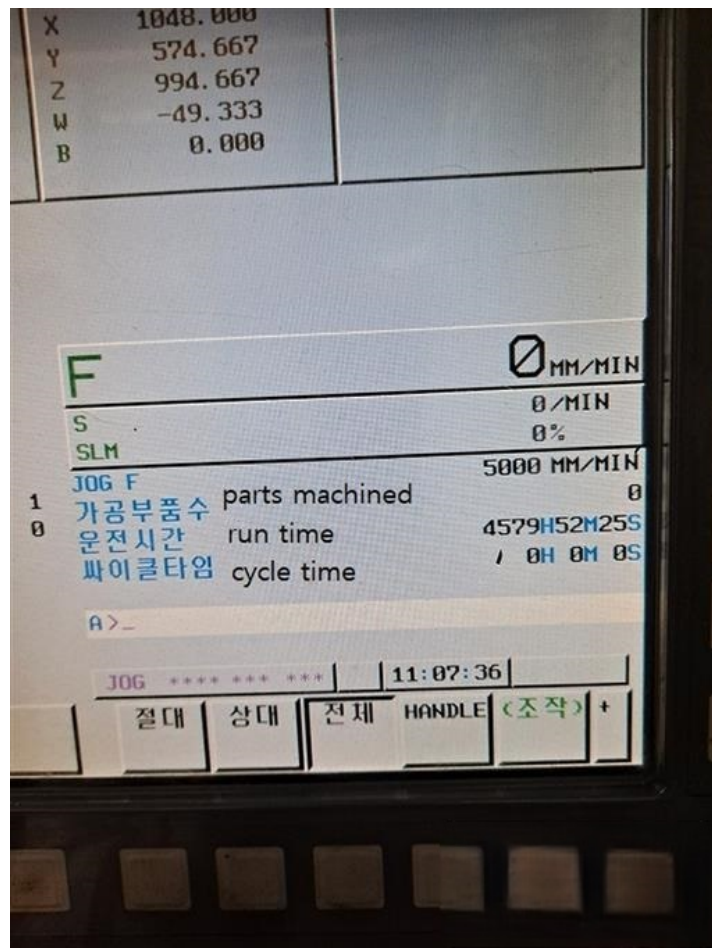 X 1048.000
Y 574.667
Z 994.667
W -49.333
B 0.000
F 0 MM/MIN
S 0/MIN
SLM 0%
JOG F 5000 MM/MIN
1 가공부품수 parts machined 0
0 운전시간 run time 4579H52M25S
싸이클타임 cycle time 0H 0M 0S
A>_
JOG **** *** *** 11:07:36
절대 상대 전체 HANDLE (조작) +